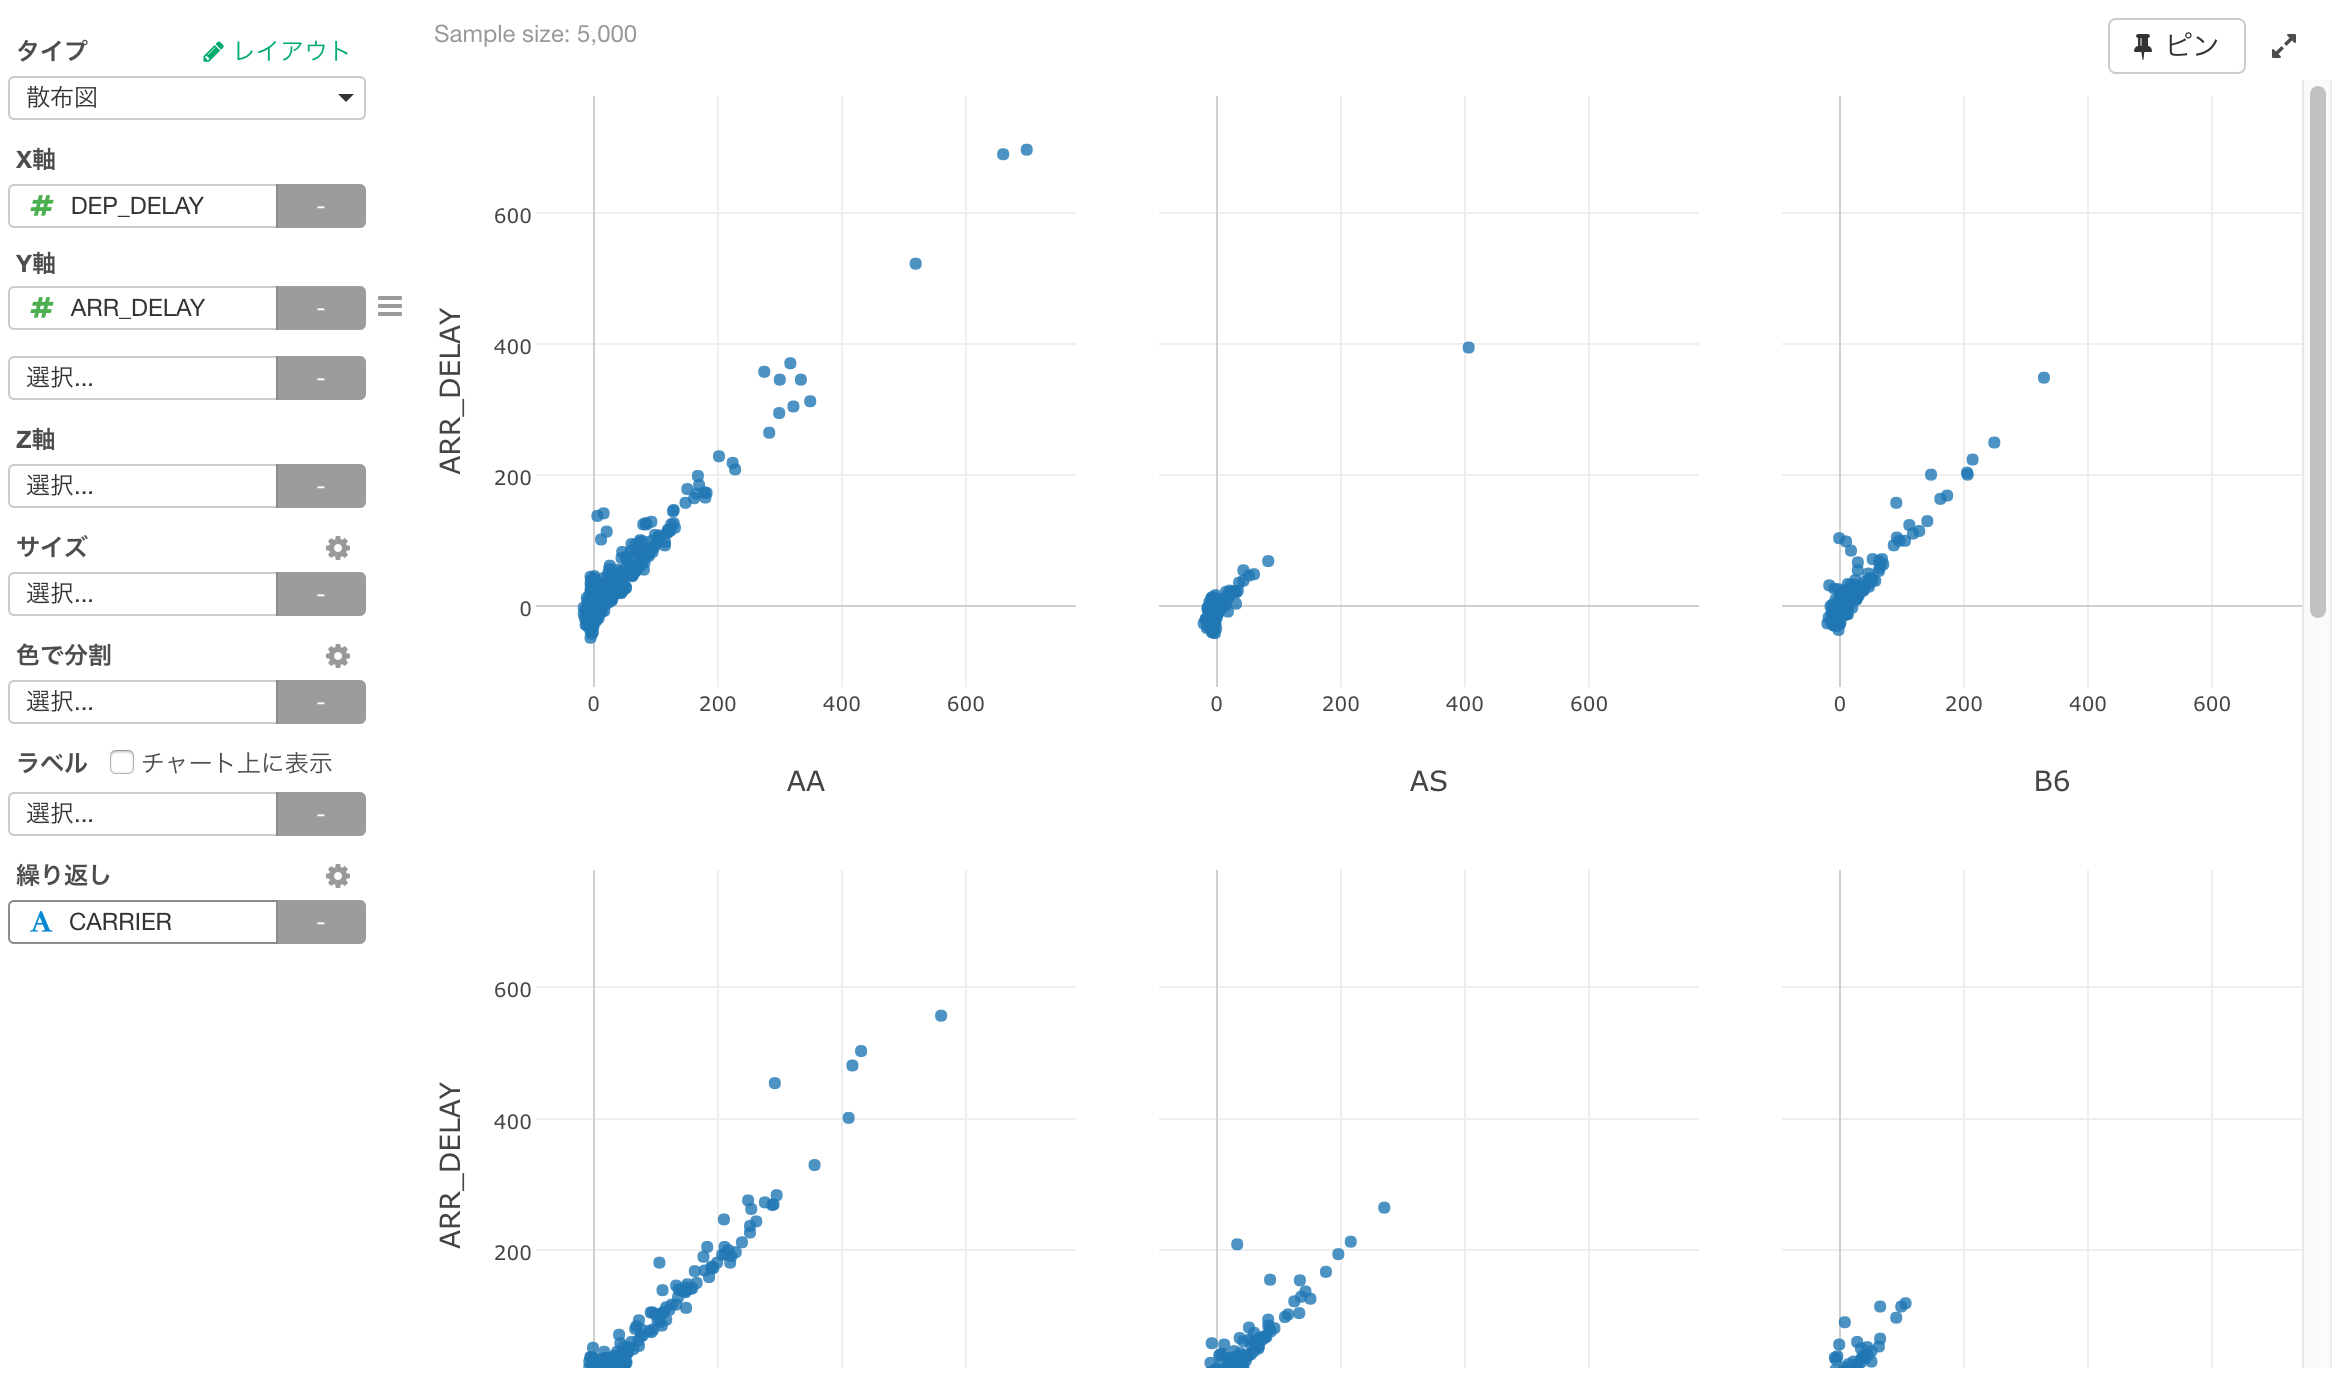 タイプ
レイアウト
散布図
X軸
DEP_DELAY
-
Y軸
ARR_DELAY
-
選択...
-
Z軸
選択...
-
サイズ
選択...
-
色で分割
選択...
-
ラベル
チャート上に表示
選択...
-
繰り返し
A CARRIER
-
Sample size: 5,000
ピン
ARR_DELAY
600
400
200
0
0 200 400 600
0 200 400 600
0 200 400 600
AA
AS
B6
ARR_DELAY
600
400
200